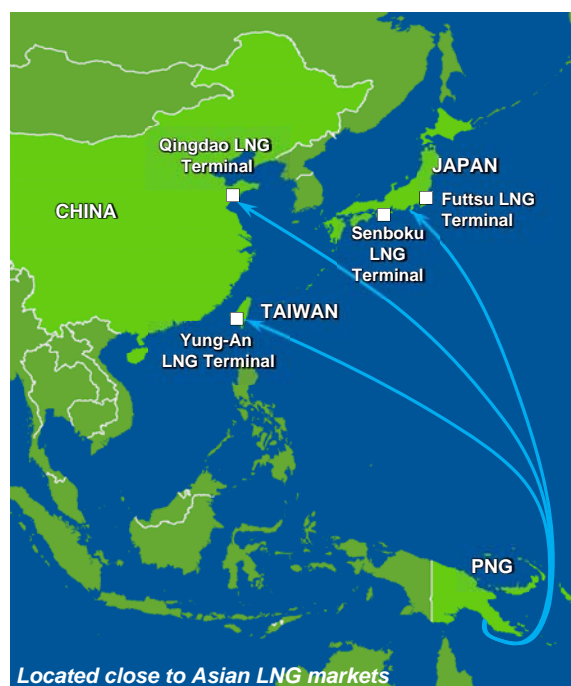 Qingdao LNG
Terminal
JAPAN
CHINA
Futtsu LNG
Terminal
Senboku
LNG
Terminal
TAIWAN
Yung-An
LNG Terminal
PNG
Located close to Asian LNG markets